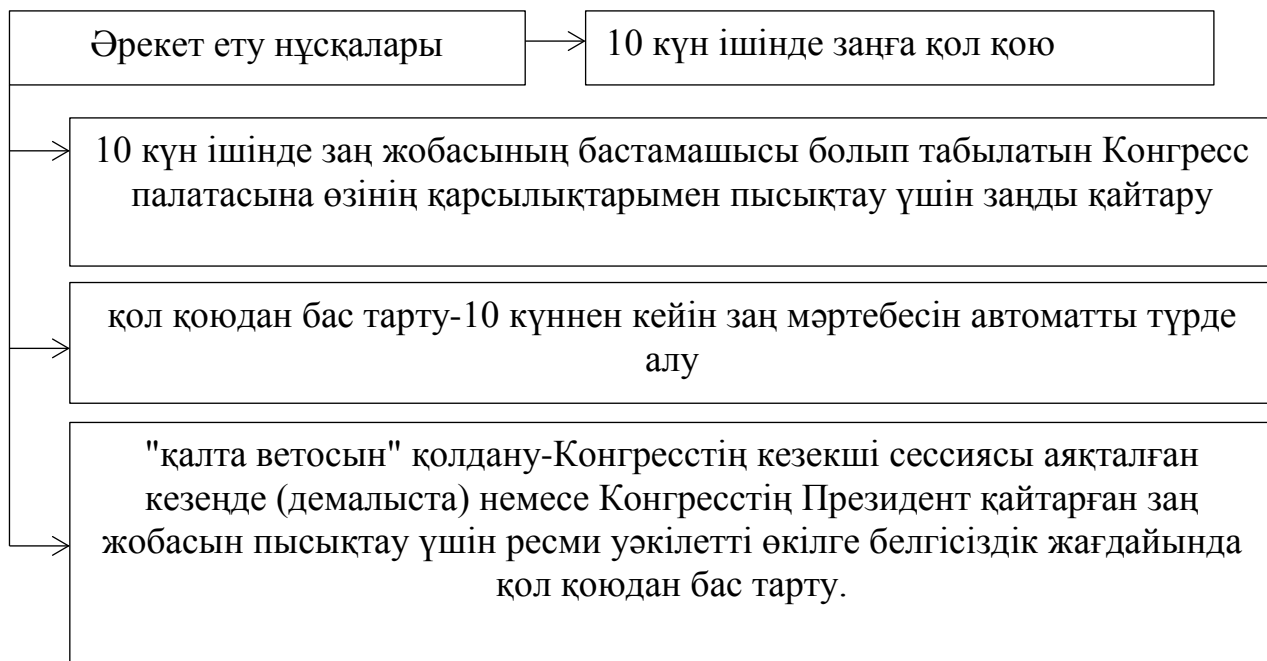 Әрекет ету нұсқалары
10 күн ішінде заңға қол қою
10 күн ішінде заң жобасының бастамашысы болып табылатын Конгресс
палатасына өзінің қарсылықтарымен пысықтау үшін заңды қайтару
қол қоюдан бас тарту-10 күннен кейін заң мәртебесін автоматты түрде
алу
"қалта ветосын" қолдану-Конгресстің кезекші сессиясы аяқталған
кезеңде (демалыста) немесе Конгресстің Президент қайтарған заң
жобасын пысықтау үшін ресми уәкілетті өкілге белгісіздік жағдайында
қол қоюдан бас тарту.